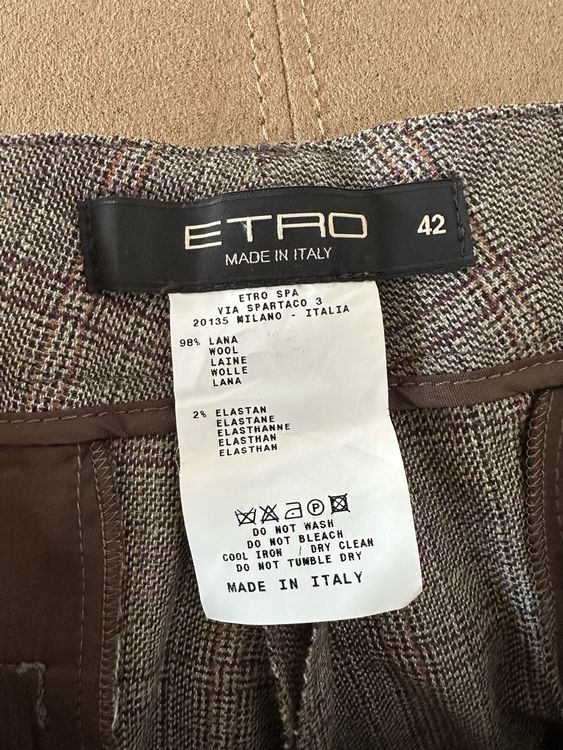 ETRO 42
MADE IN ITALY
ETRO SPA
VIA SPARTACO 3
20135 MILANO - ITALIA
98% LANA
WOOL
LAINE
WOLLE
LANA
2% ELASTAN
ELASTANE
ELASTHANNE
ELASTHAN
ELASTHAN
P
DO NOT WASH
DO NOT BLEACH
COOL IRON / DRY CLEAN
DO NOT TUMBLE DRY
MADE IN ITALY